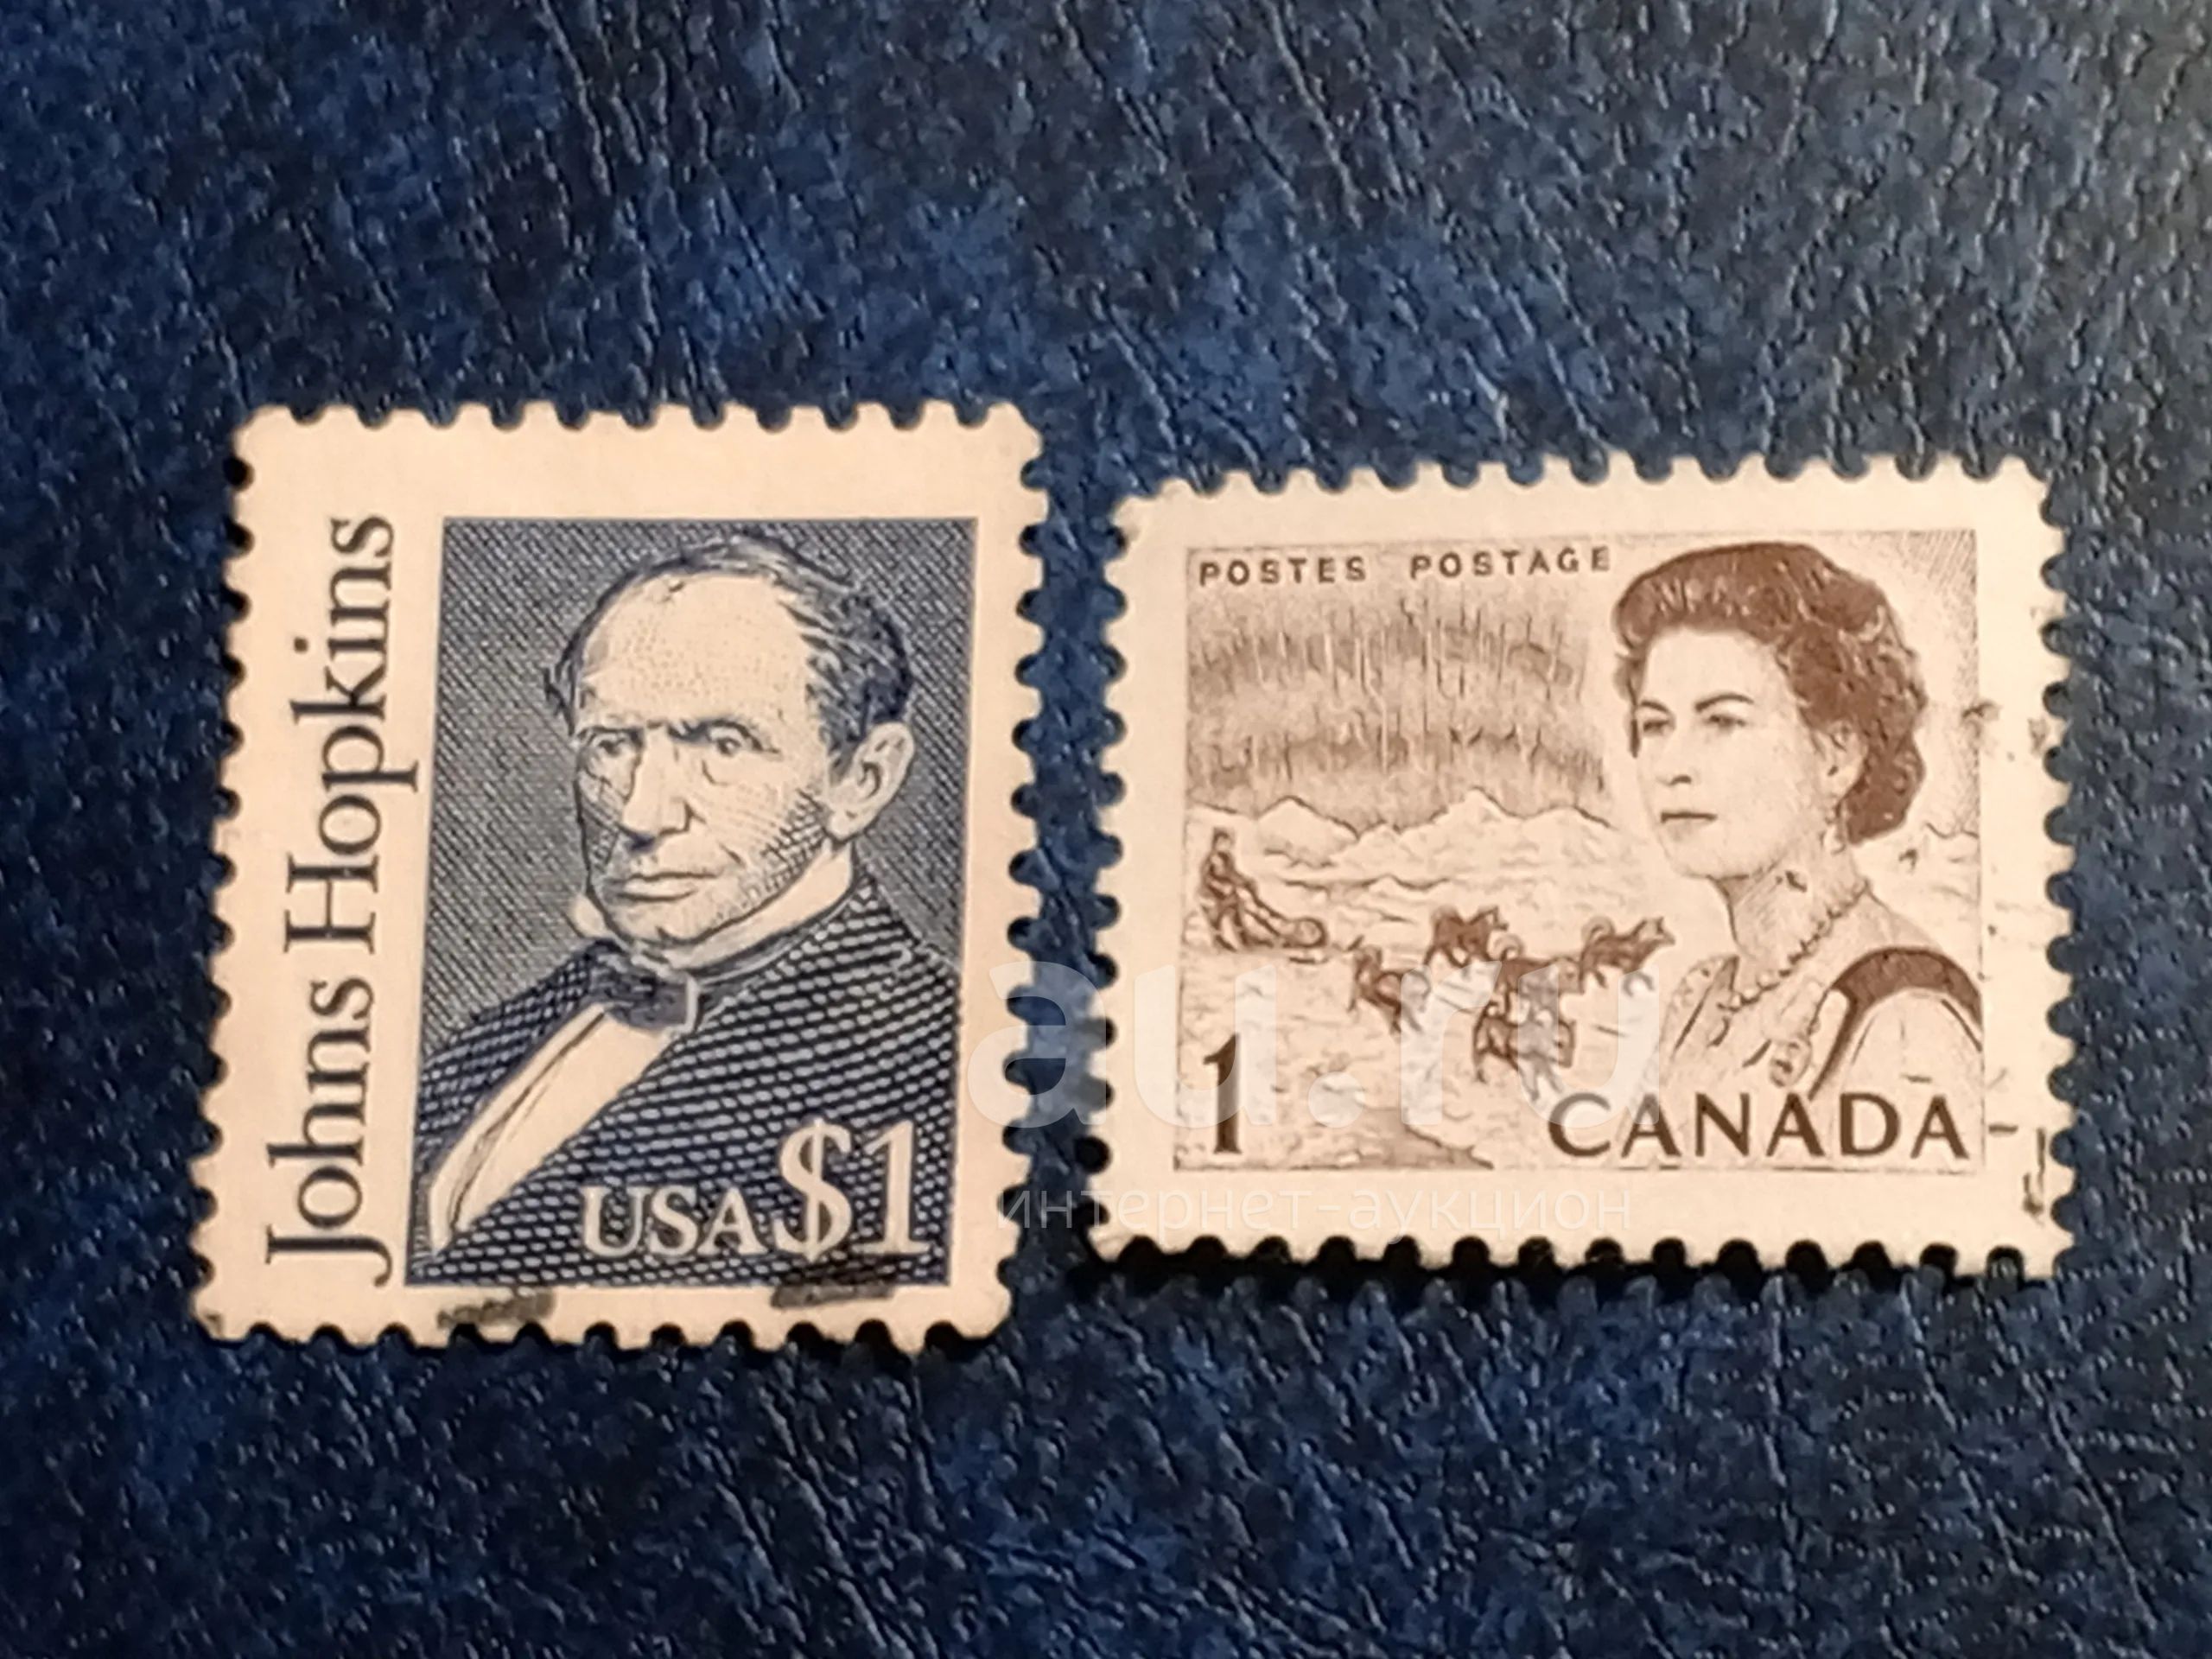 Johns Hopkins
USA $1
POSTES POSTAGE
1
CANADA
au.ru
интернет-аукцион